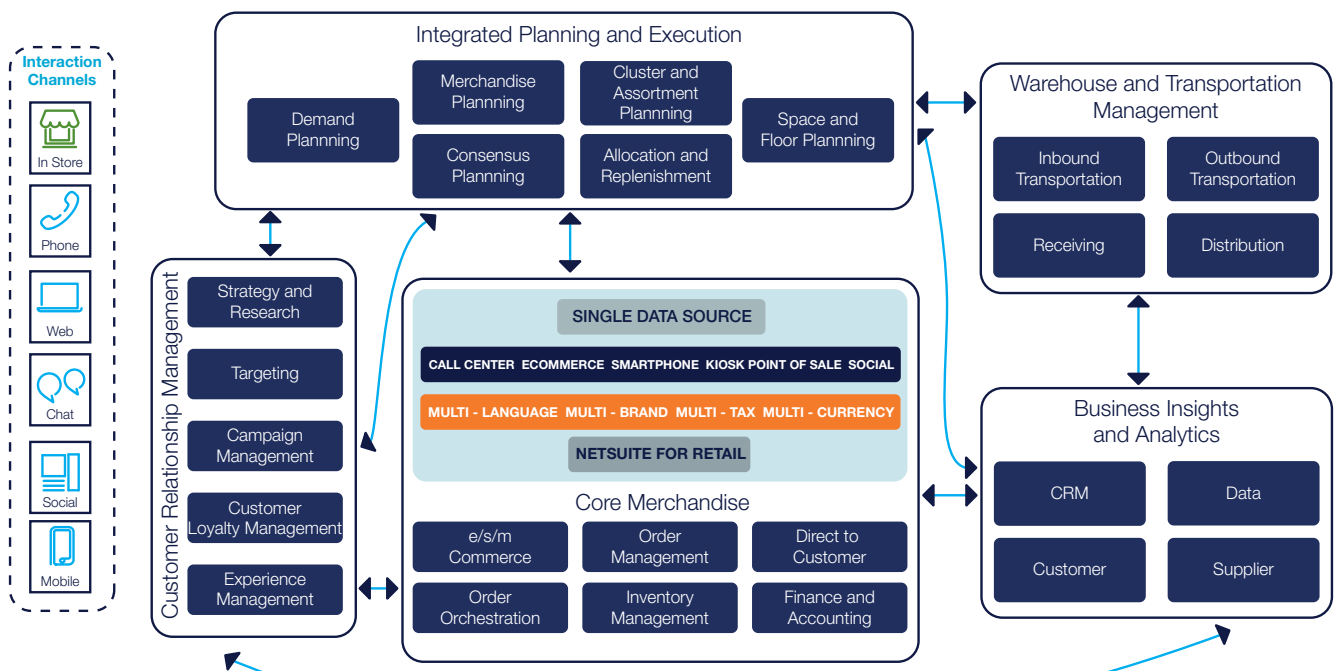 Interaction
Channels
In Store
Phone
Web
Chat
Social
Mobile
Integrated Planning and Execution
Demand
Plannning
Merchandise
Plannning
Consensus
Plannning
Cluster and
Assortment
Plannning
Allocation and
Replenishment
Space and
Floor Plannning
Warehouse and Transportation
Management
Inbound
Transportation
Outbound
Transportation
Receiving
Distribution
Customer Relationship Management
Strategy and
Research
Targeting
Campaign
Management
Customer
Loyalty Management
Experience
Management
SINGLE DATA SOURCE
CALL CENTER ECOMMERCE SMARTPHONE KIOSK POINT OF SALE SOCIAL
MULTI - LANGUAGE MULTI - BRAND MULTI - TAX MULTI - CURRENCY
NETSUITE FOR RETAIL
Core Merchandise
e/s/m
Commerce
Order
Management
Direct to
Customer
Order
Orchestration
Inventory
Management
Finance and
Accounting
Business Insights
and Analytics
CRM
Data
Customer
Supplier